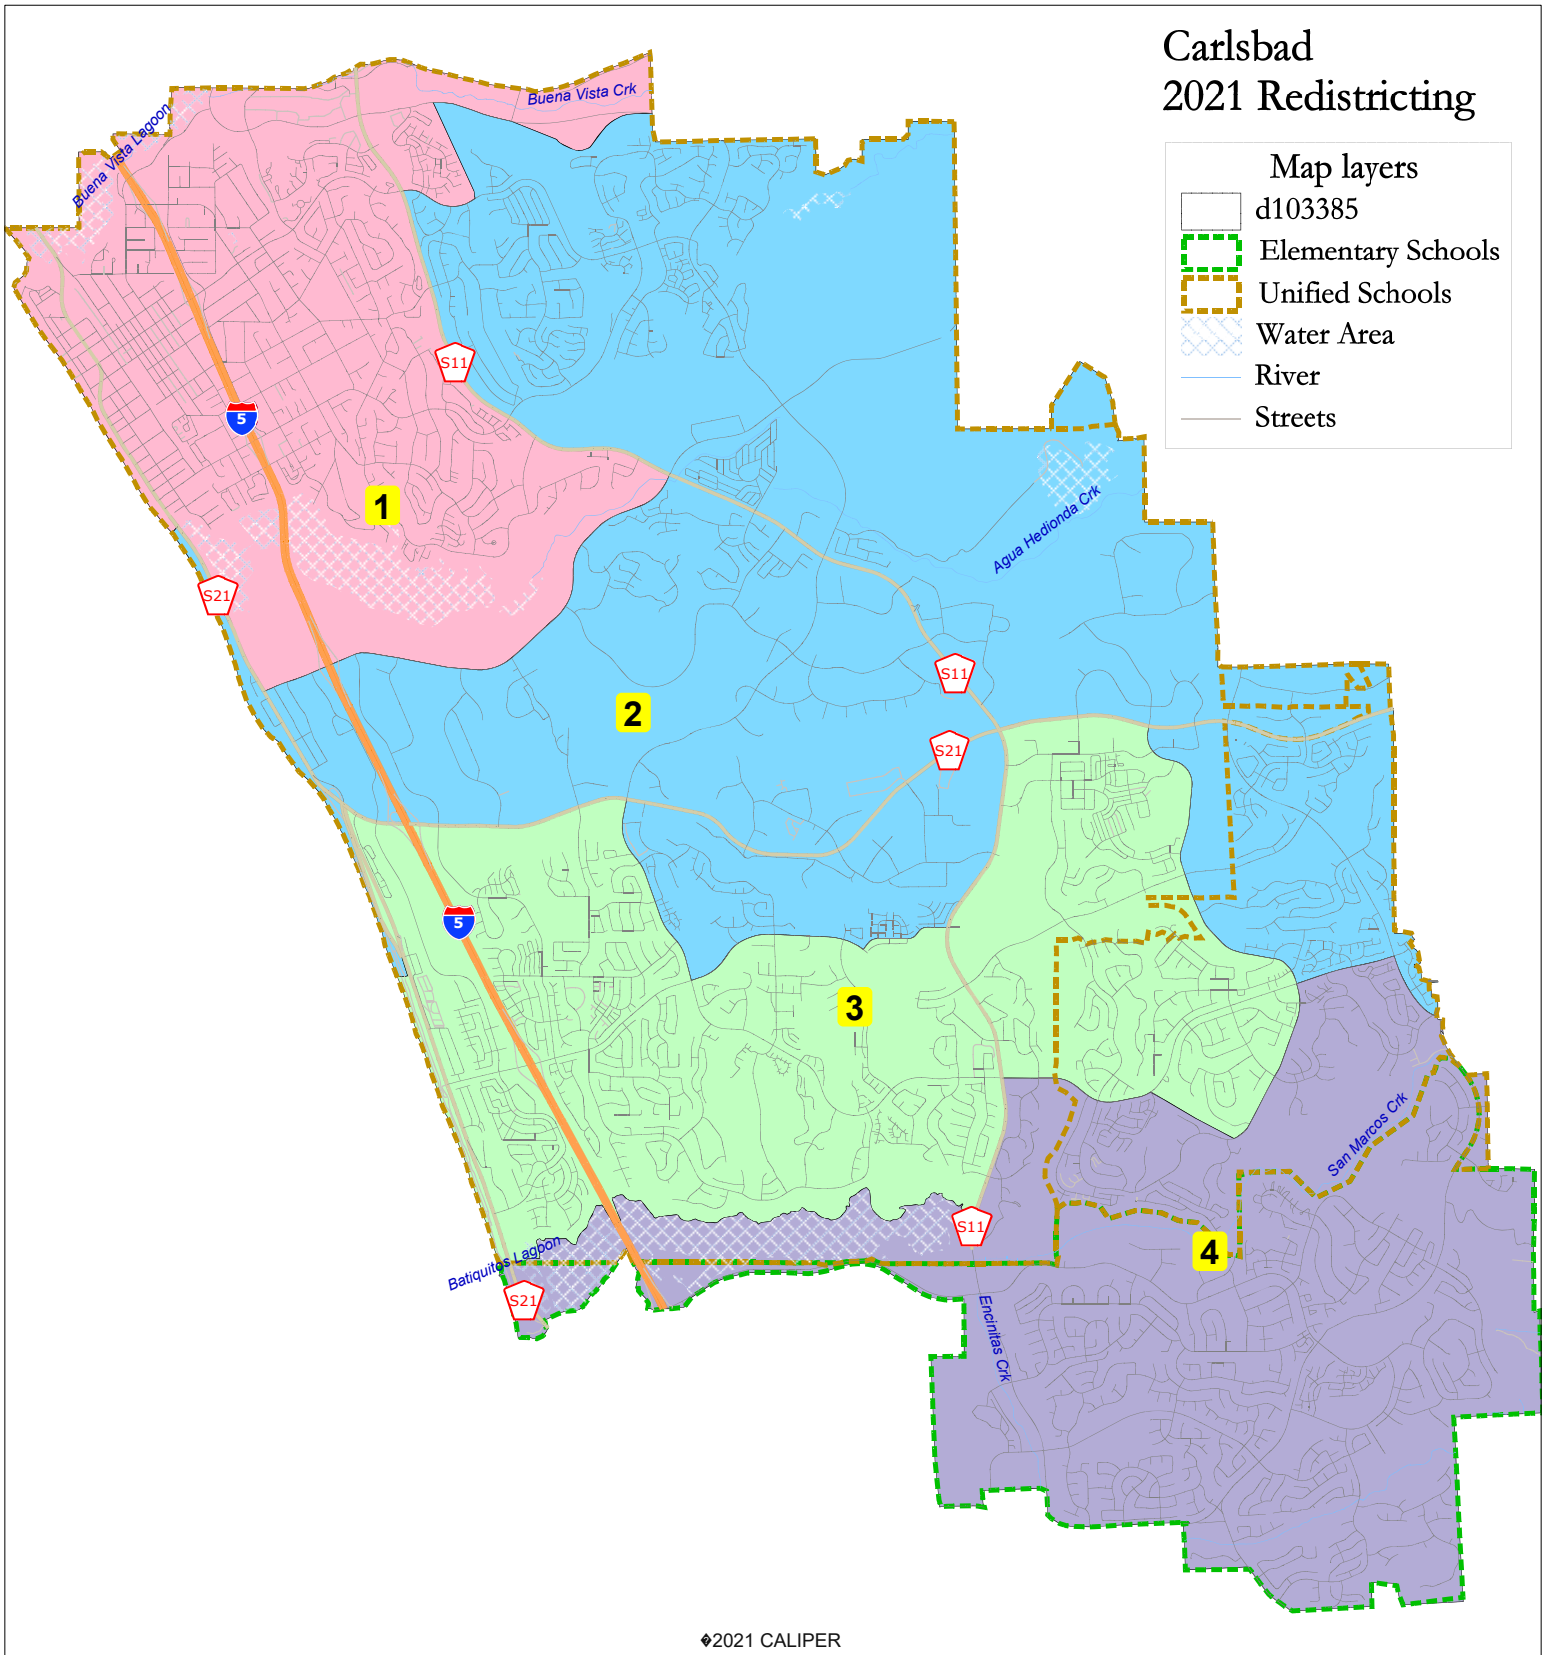 Carlsbad
2021 Redistricting
Map layers
d103385
Elementary Schools
Unified Schools
Water Area
River
Streets
Buena Vista Crk
Buena Vista Lagoon
S11
5
1
Agua Hedionda Crk
S21
S11
2
S21
5
3
San Marcos Crk
S11
4
Batiquitos Lagoon
S21
Encinitas Crk
�2021 CALIPER